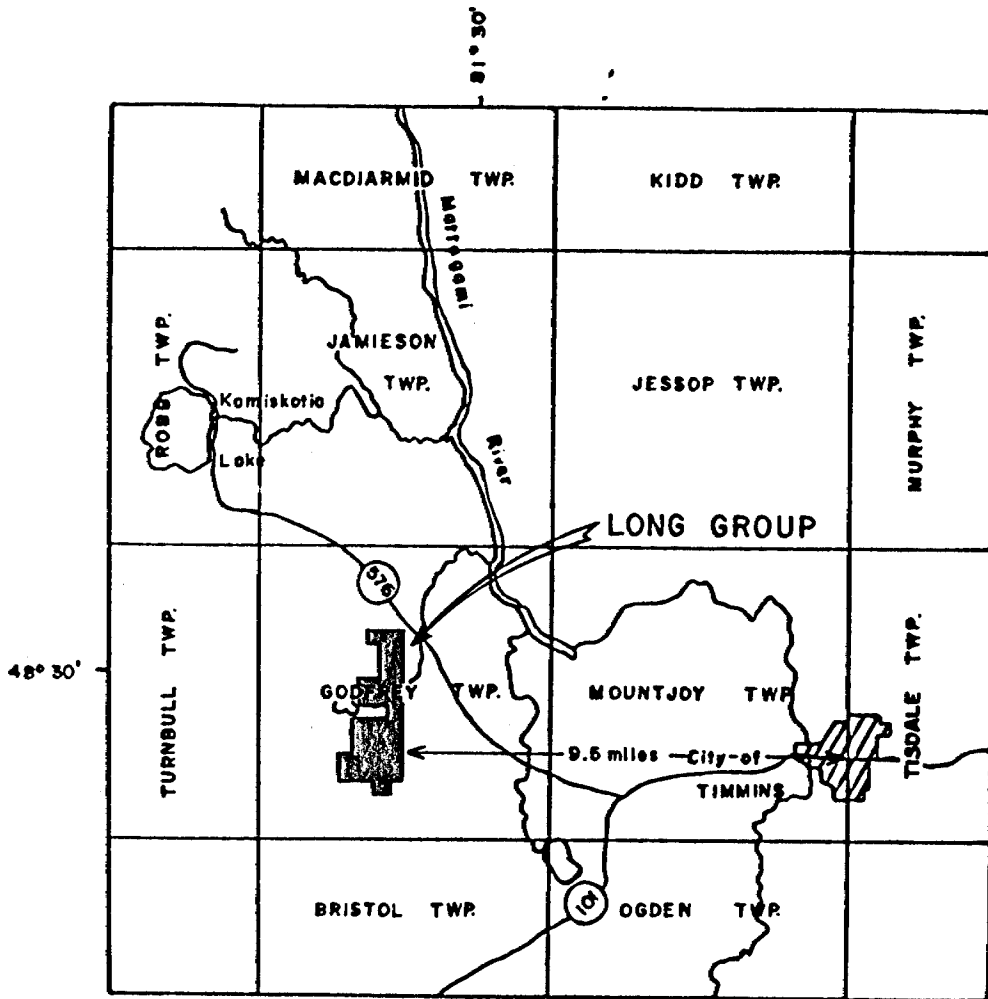 81° 30'
MACDIARMID TWP.
KIDD TWP.
Mattagami
River
ROBB TWP.
JAMIESON
TWP.
JESSOP TWP.
MURPHY TWP.
Kamiskotia
Lake
LONG GROUP
576
48° 30'
TURNBULL TWP.
GODFREY TWP.
MOUNTJOY TWP.
TISDALE TWP.
9.5 miles
City of
TIMMINS
BRISTOL TWP.
101
OGDEN TWP.